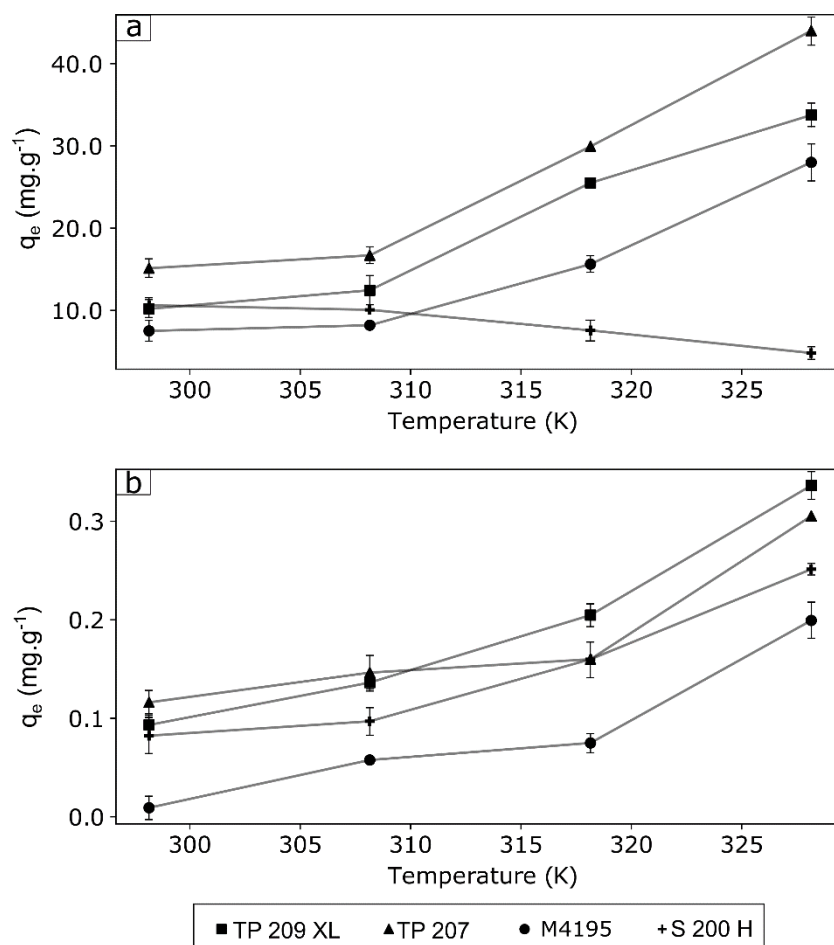 a
40.0
30.0
20.0
10.0
qe (mg.g-1)
300 305 310 315 320 325
Temperature (K)
b
0.3
0.2
0.1
0.0
qe (mg.g-1)
300 305 310 315 320 325
Temperature (K)
TP 209 XL TP 207 M4195 S 200 H